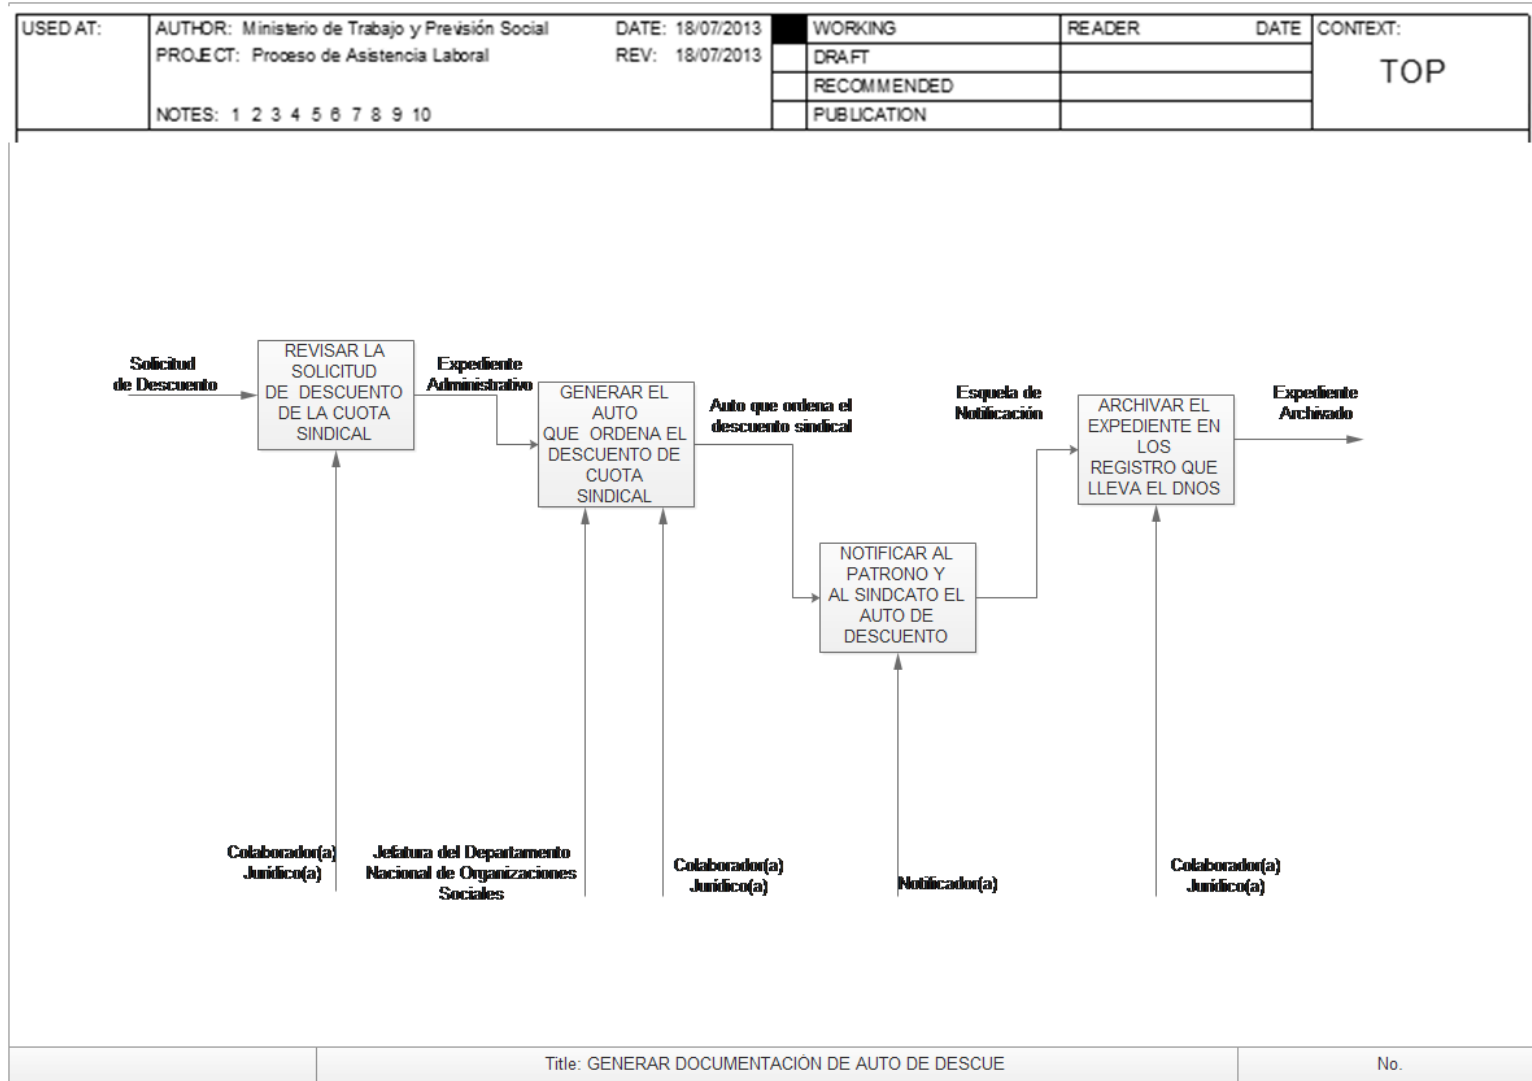 USED AT:
AUTHOR: Ministerio de Trabajo y Previsión Social
DATE: 18/07/2013
PROJECT: Proceso de Asistencia Laboral
REV: 18/07/2013
NOTES: 1 2 3 4 5 6 7 8 9 10
WORKING
DRAFT
RECOMMENDED
PUBLICATION
READER
DATE
CONTEXT:
TOP
Solicitud
de Descuento
REVISAR LA
SOLICITUD
DE DESCUENTO
DE LA CUOTA
SINDICAL
Expediente
Administrativo
GENERAR EL
AUTO
QUE ORDENA EL
DESCUENTO DE
CUOTA
SINDICAL
Auto que ordena el
descuento sindical
NOTIFICAR AL
PATRONO Y
AL SINDCATO EL
AUTO DE
DESCUENTO
Esquela de
Notificación
ARCHIVAR EL
EXPEDIENTE EN
LOS
REGISTRO QUE
LLEVA EL DNOS
Expediente
Archivado
Colaborador(a)
Jurídico(a)
Jefatura del Departamento
Nacional de Organizaciones
Sociales
Colaborador(a)
Jurídico(a)
Notificador(a)
Colaborador(a)
Jurídico(a)
Title: GENERAR DOCUMENTACIÓN DE AUTO DE DESCUE
No.